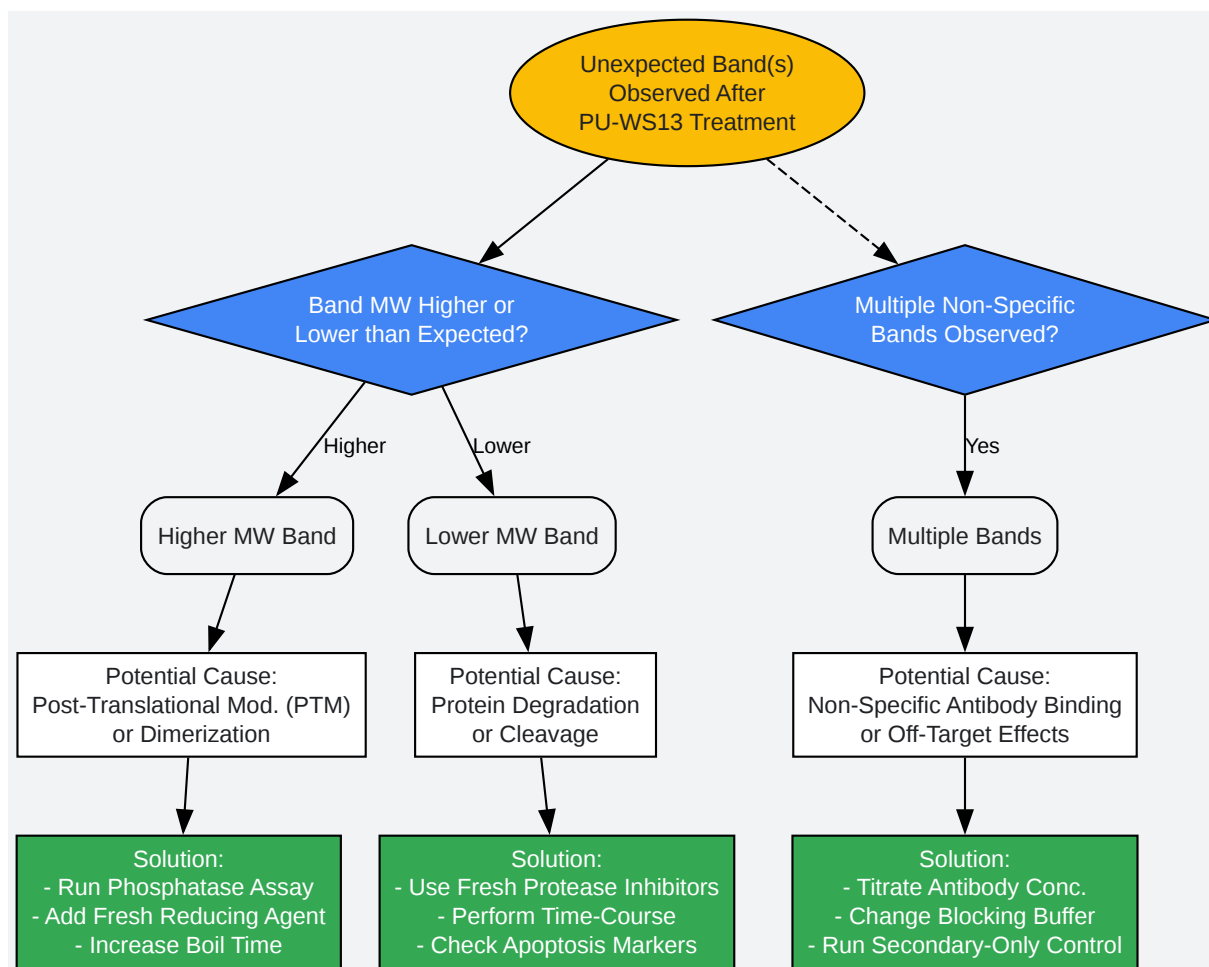 Unexpected Band(s)
Observed After
PU-WS13 Treatment
Band MW Higher or
Lower than Expected?
Multiple Non-Specific
Bands Observed?
Higher
Lower
Yes
Higher MW Band
Lower MW Band
Multiple Bands
Potential Cause:
Post-Translational Mod. (PTM)
or Dimerization
Potential Cause:
Protein Degradation
or Cleavage
Potential Cause:
Non-Specific Antibody Binding
or Off-Target Effects
Solution:
- Run Phosphatase Assay
- Add Fresh Reducing Agent
- Increase Boil Time
Solution:
- Use Fresh Protease Inhibitors
- Perform Time-Course
- Check Apoptosis Markers
Solution:
- Titrate Antibody Conc.
- Change Blocking Buffer
- Run Secondary-Only Control